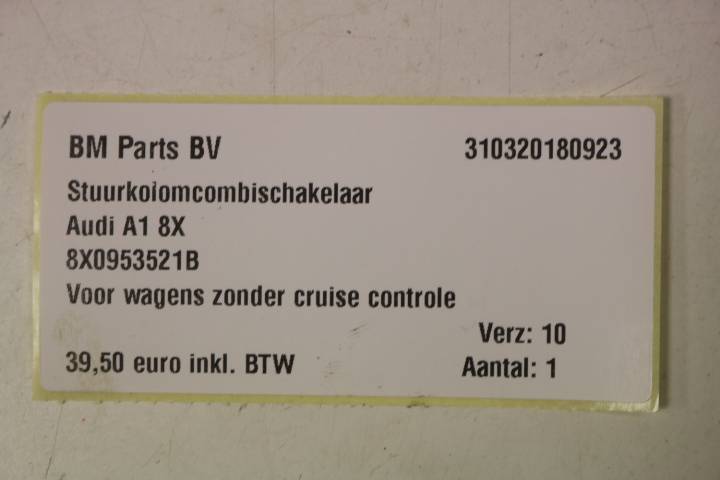 BM Parts BV 310320180923
Stuurkoiomcombischakelaar
Audi A1 8X
8X0953521B
Voor wagens zonder cruise controle
Verz: 10
39,50 euro inkl. BTW Aantal: 1